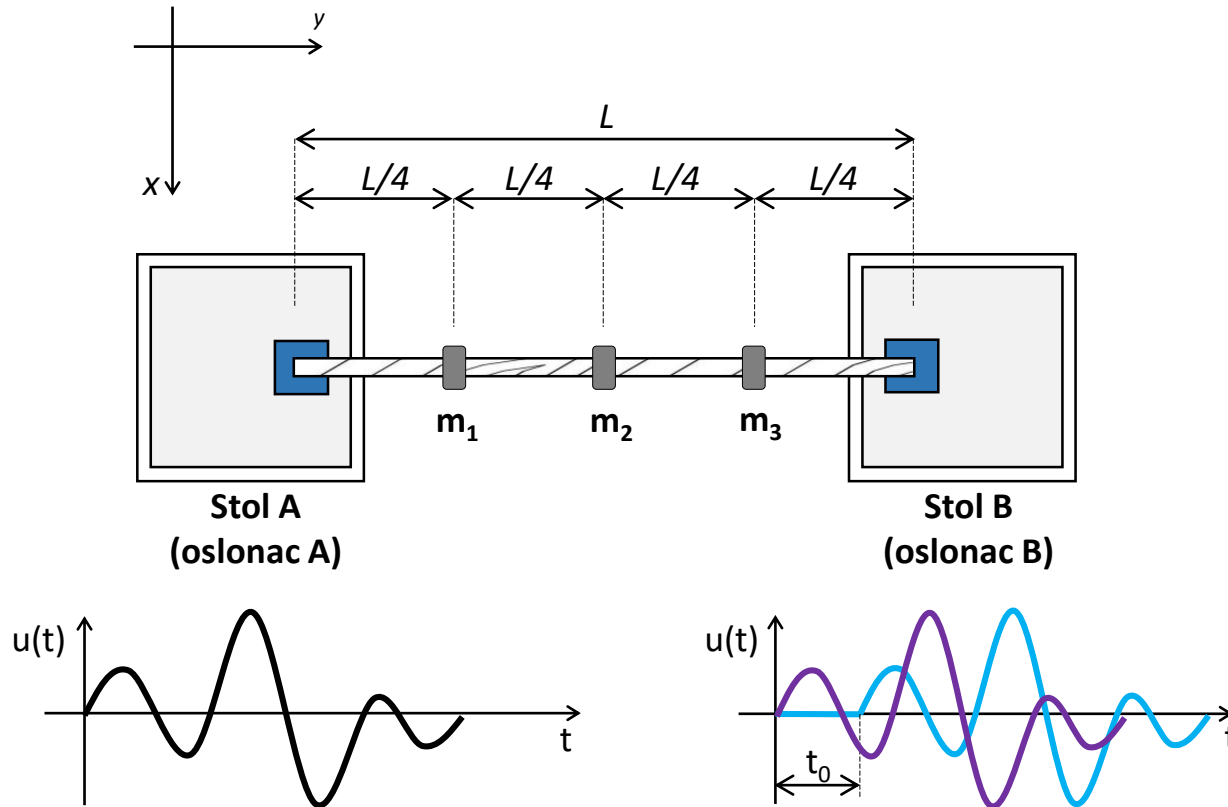 y
x
L
L/4 L/4 L/4 L/4
m₁ m₂ m₃
Stol A
(oslonac A)
Stol B
(oslonac B)
u(t)
t
u(t)
t
t₀